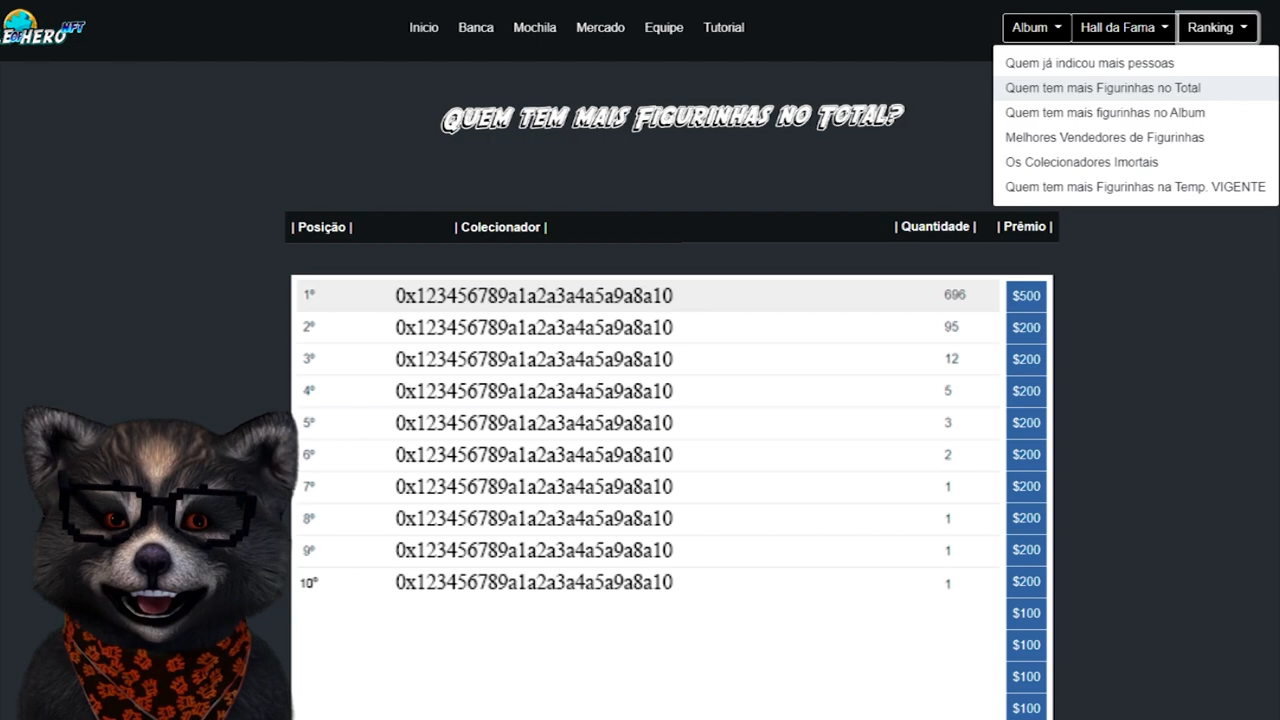 NFT
HERO
Inicio Banca Mochila Mercado Equipe Tutorial
Album Hall da Fama Ranking
Quem já indicou mais pessoas
Quem tem mais Figurinhas no Total
Quem tem mais figurinhas no Album
Melhores Vendedores de Figurinhas
Os Colecionadores Imortais
Quem tem mais Figurinhas na Temp. VIGENTE
Quem tem mais Figurinhas no Total?
| Posição | | Colecionador | | Quantidade | | Prêmio |
1º 0x123456789a1a2a3a4a5a9a8a10 696 $500
2º 0x123456789a1a2a3a4a5a9a8a10 95 $200
3º 0x123456789a1a2a3a4a5a9a8a10 12 $200
4º 0x123456789a1a2a3a4a5a9a8a10 5 $200
5º 0x123456789a1a2a3a4a5a9a8a10 3 $200
6º 0x123456789a1a2a3a4a5a9a8a10 2 $200
7º 0x123456789a1a2a3a4a5a9a8a10 1 $200
8º 0x123456789a1a2a3a4a5a9a8a10 1 $200
9º 0x123456789a1a2a3a4a5a9a8a10 1 $200
10º 0x123456789a1a2a3a4a5a9a8a10 1 $200
$100
$100
$100
$100